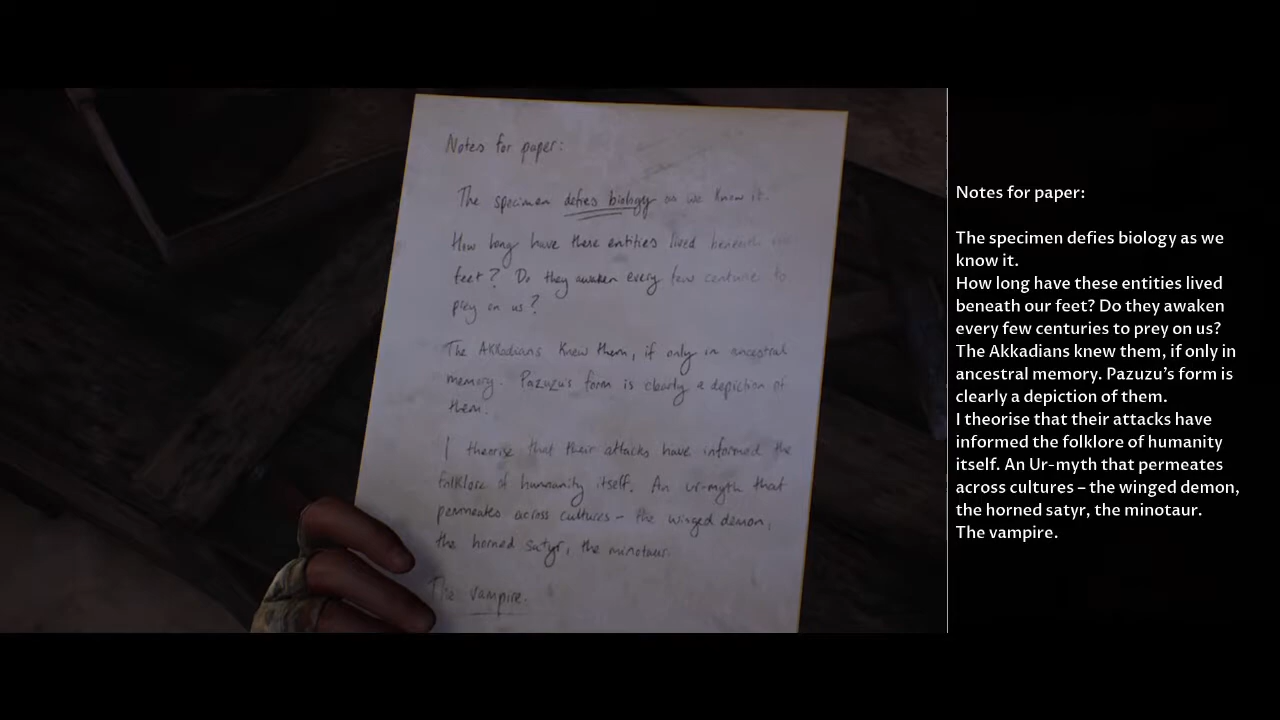 Notes for paper:
The specimen defies biology as we know it.
How long have these entities lived beneath our
feet? Do they awaken every few centuries to
prey on us?
The Akkadians knew them, if only in ancestral
memory. Pazuzu's form is clearly a depiction of
them.
I theorise that their attacks have informed the
folklore of humanity itself. An ur-myth that
permeates across cultures – the winged demon,
the horned satyr, the minotaur.
The vampire.
Notes for paper:
The specimen defies biology as we
know it.
How long have these entities lived
beneath our feet? Do they awaken
every few centuries to prey on us?
The Akkadians knew them, if only in
ancestral memory. Pazuzu's form is
clearly a depiction of them.
I theorise that their attacks have
informed the folklore of humanity
itself. An Ur-myth that permeates
across cultures – the winged demon,
the horned satyr, the minotaur.
The vampire.